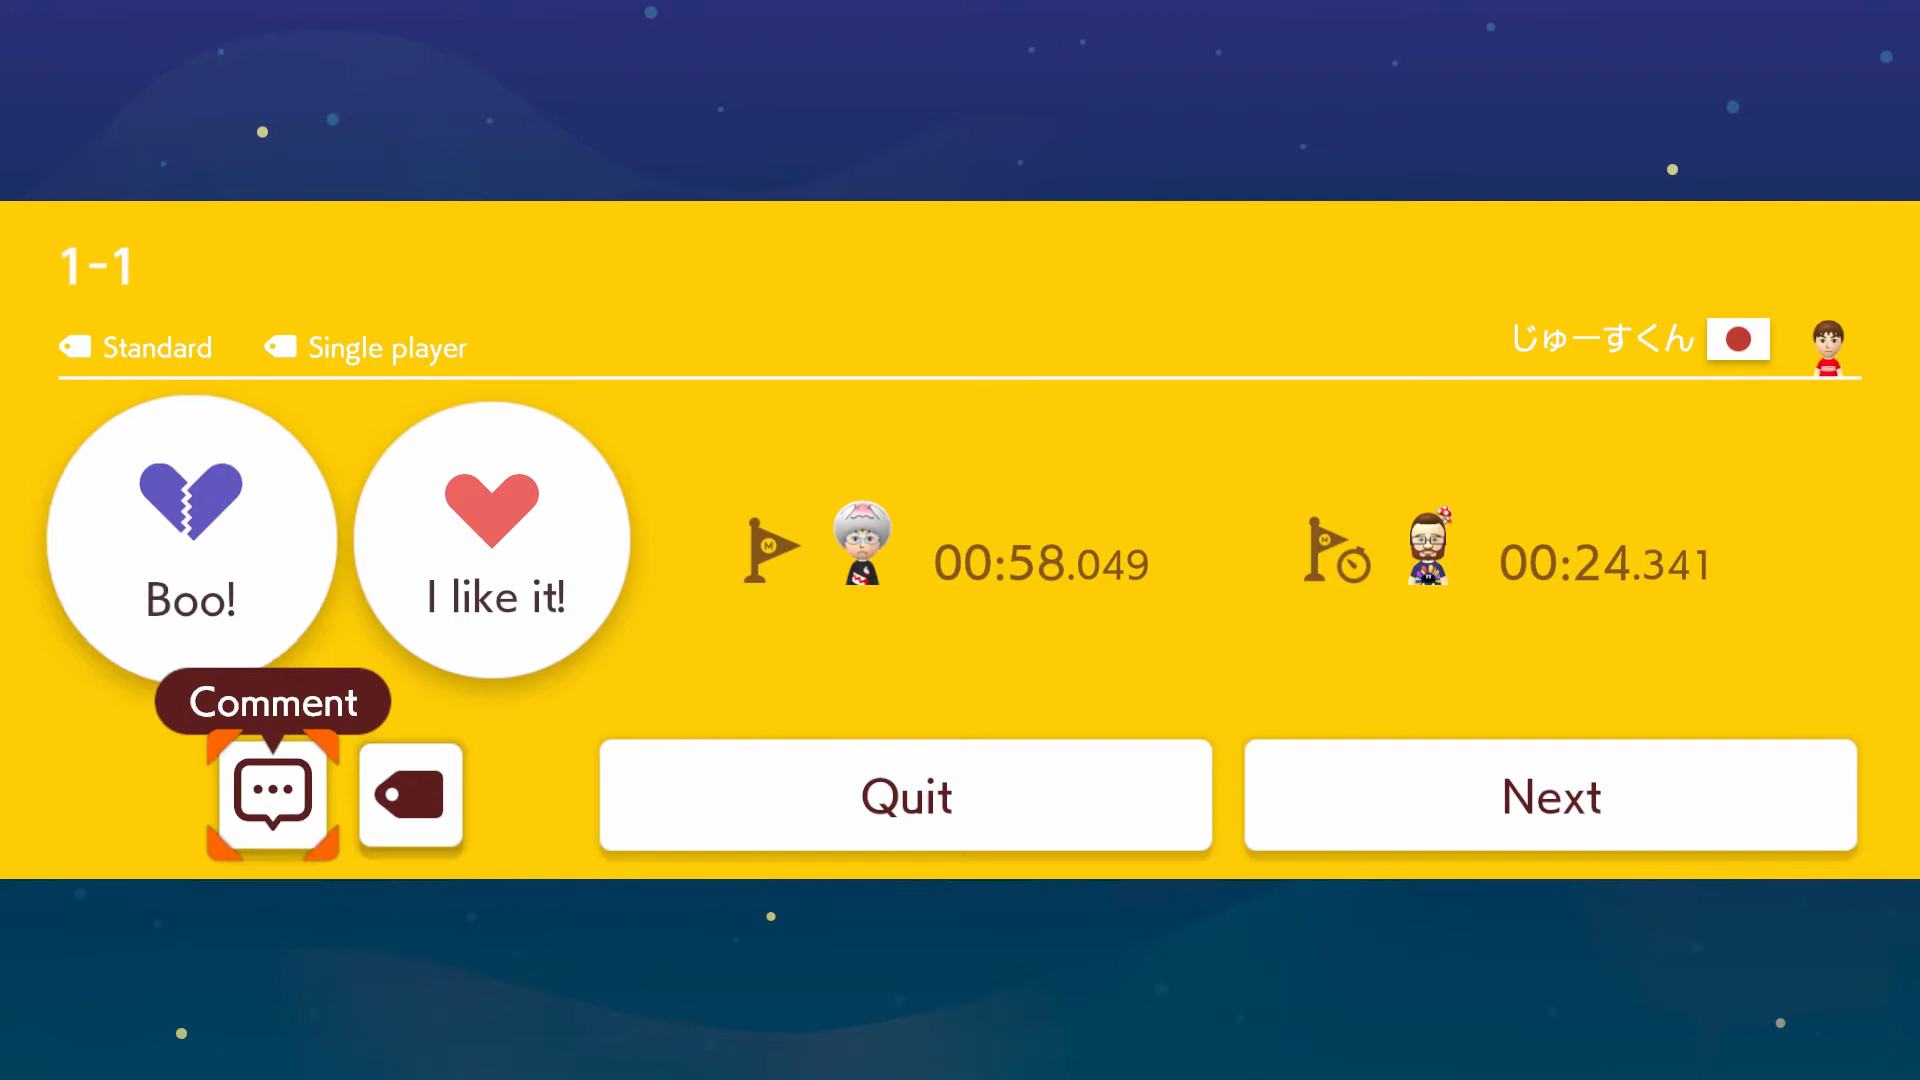 1-1
Standard
Single player
じゅーすくん
Boo!
I like it!
M
00:58.049
M
00:24.341
Comment
Quit
Next